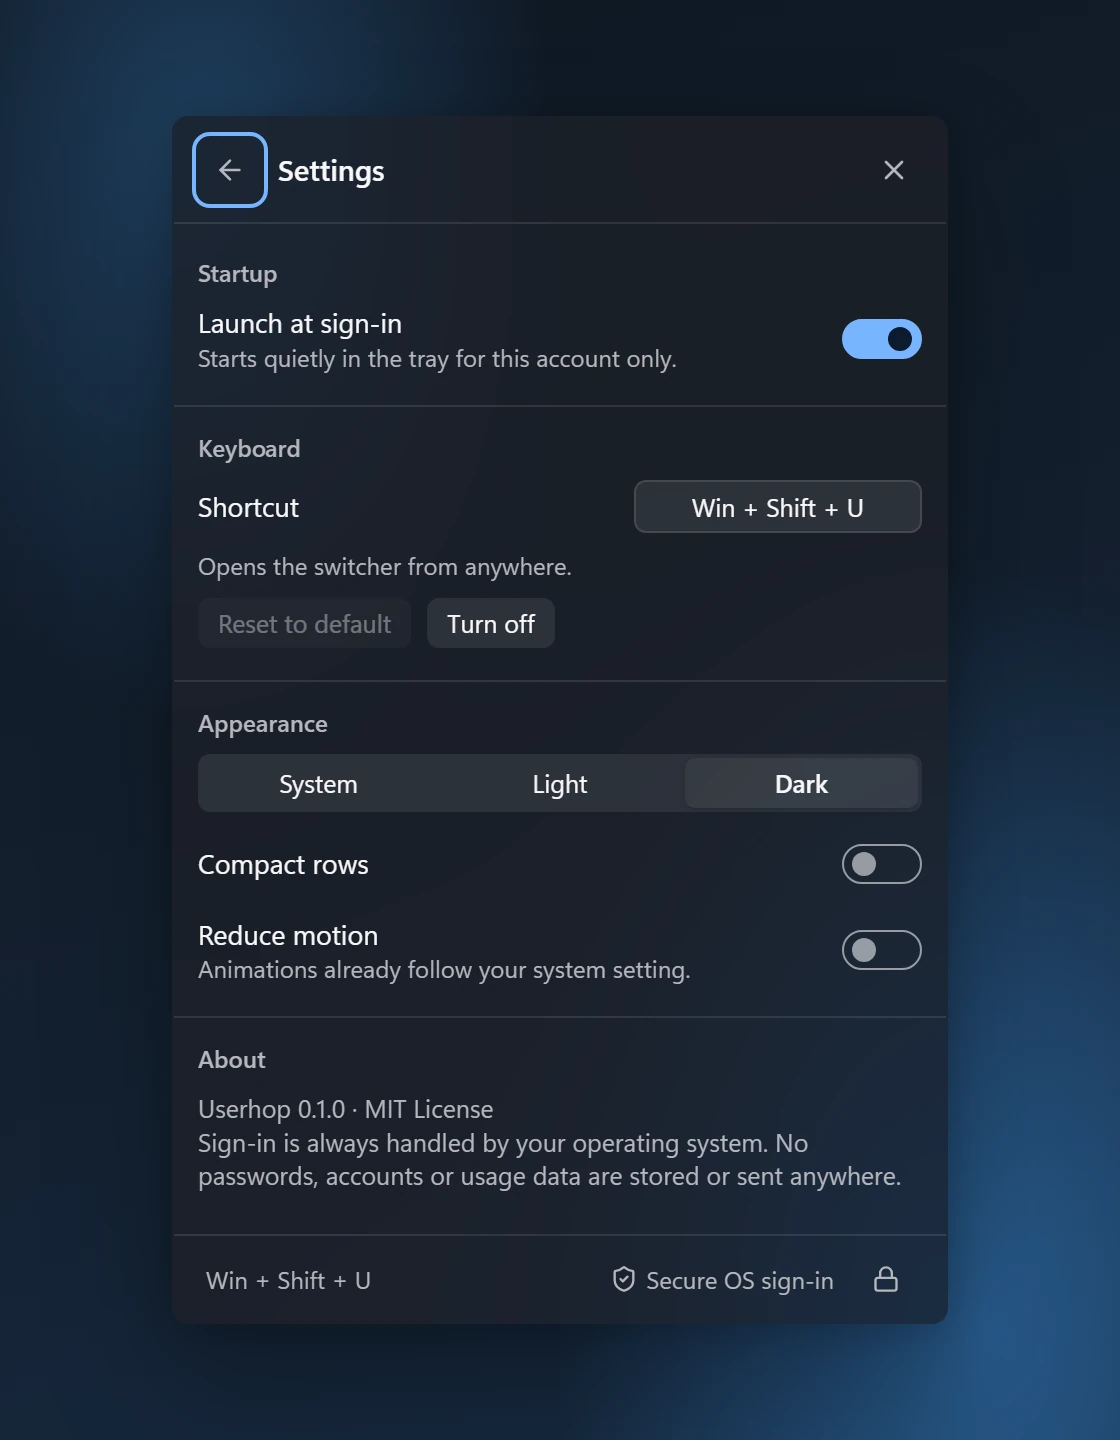 Settings
Startup
Launch at sign-in
Starts quietly in the tray for this account only.
Keyboard
Shortcut
Win + Shift + U
Opens the switcher from anywhere.
Reset to default
Turn off
Appearance
System
Light
Dark
Compact rows
Reduce motion
Animations already follow your system setting.
About
Userhop 0.1.0 · MIT License
Sign-in is always handled by your operating system. No
passwords, accounts or usage data are stored or sent anywhere.
Win + Shift + U
Secure OS sign-in